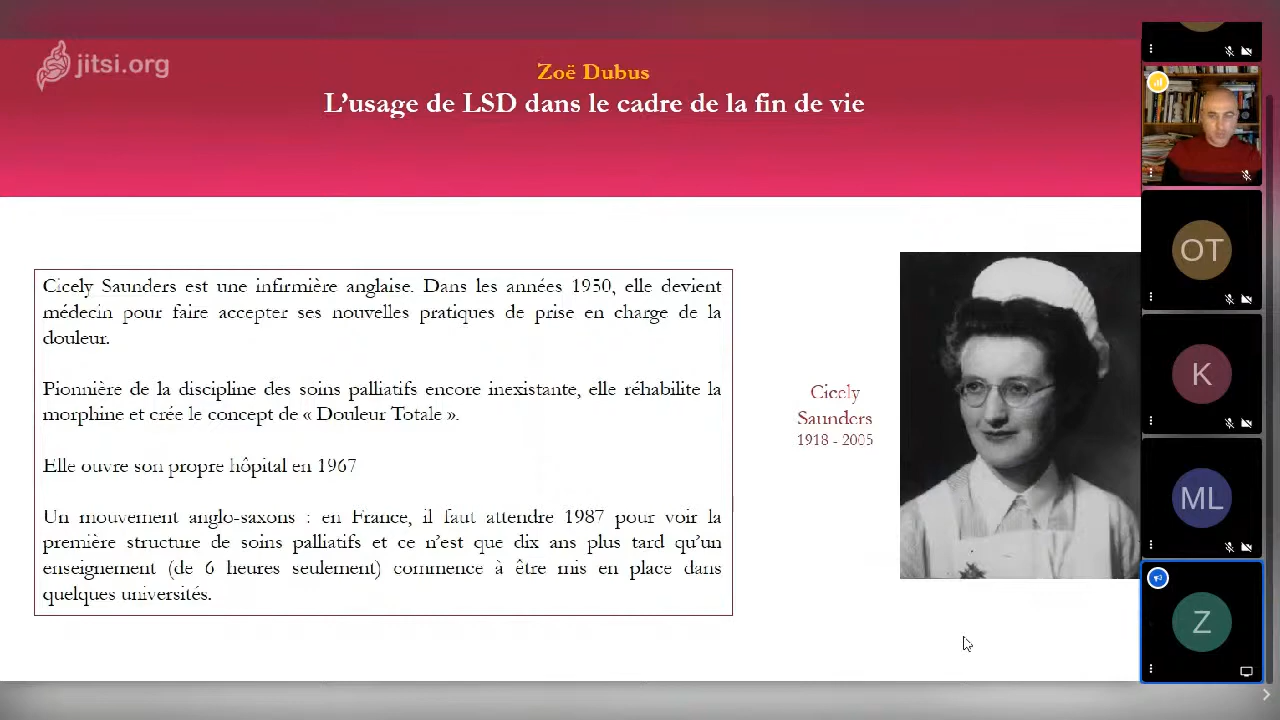 jitsi.org
Zoë Dubus
L'usage de LSD dans le cadre de la fin de vie
Cicely Saunders est une infirmière anglaise. Dans les années 1950, elle devient
médecin pour faire accepter ses nouvelles pratiques de prise en charge de la
douleur.
Pionnière de la discipline des soins palliatifs encore inexistante, elle réhabilite la
morphine et crée le concept de « Douleur Totale ».
Elle ouvre son propre hôpital en 1967
Un mouvement anglo-saxons : en France, il faut attendre 1987 pour voir la
première structure de soins palliatifs et ce n'est que dix ans plus tard qu'un
enseignement (de 6 heures seulement) commence à être mis en place dans
quelques universités.
Cicely
Saunders
1918 - 2005
OT
K
ML
Z